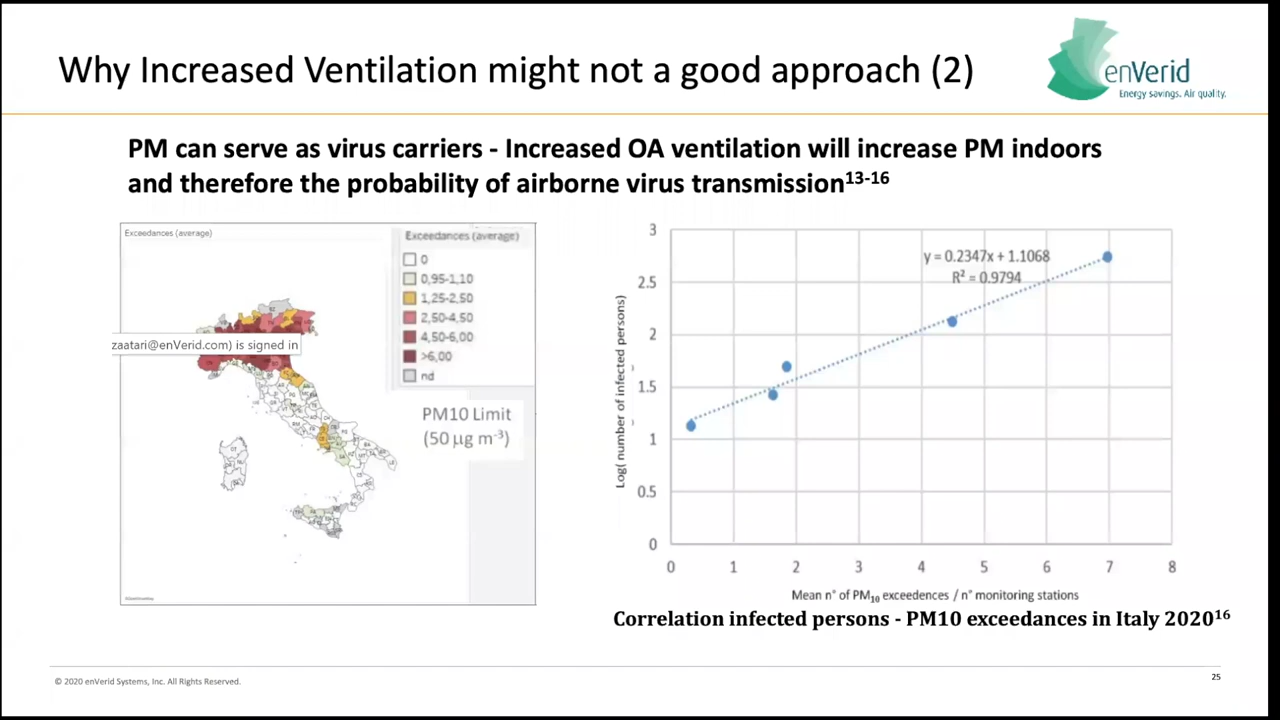 Why Increased Ventilation might not a good approach (2)
enVerid
Energy savings. Air quality.
PM can serve as virus carriers - Increased OA ventilation will increase PM indoors
and therefore the probability of airborne virus transmission13-16
Exceedances (average)
Exceedances (average)
0
0,95-1,10
1,25-2,50
2,50-4,50
4,50-6,00
>6,00
nd
zaatari@enVerid.com) is signed in
PM10 Limit
(50 µg m-3)
Log( number of infected persons)
3
2.5
2
1.5
1
0.5
0
y = 0.2347x + 1.1068
R² = 0.9794
0 1 2 3 4 5 6 7 8
Mean n° of PM10 exceedences / n° monitoring stations
Correlation infected persons - PM10 exceedances in Italy 202016
© 2020 enVerid Systems, Inc. All Rights Reserved.
25